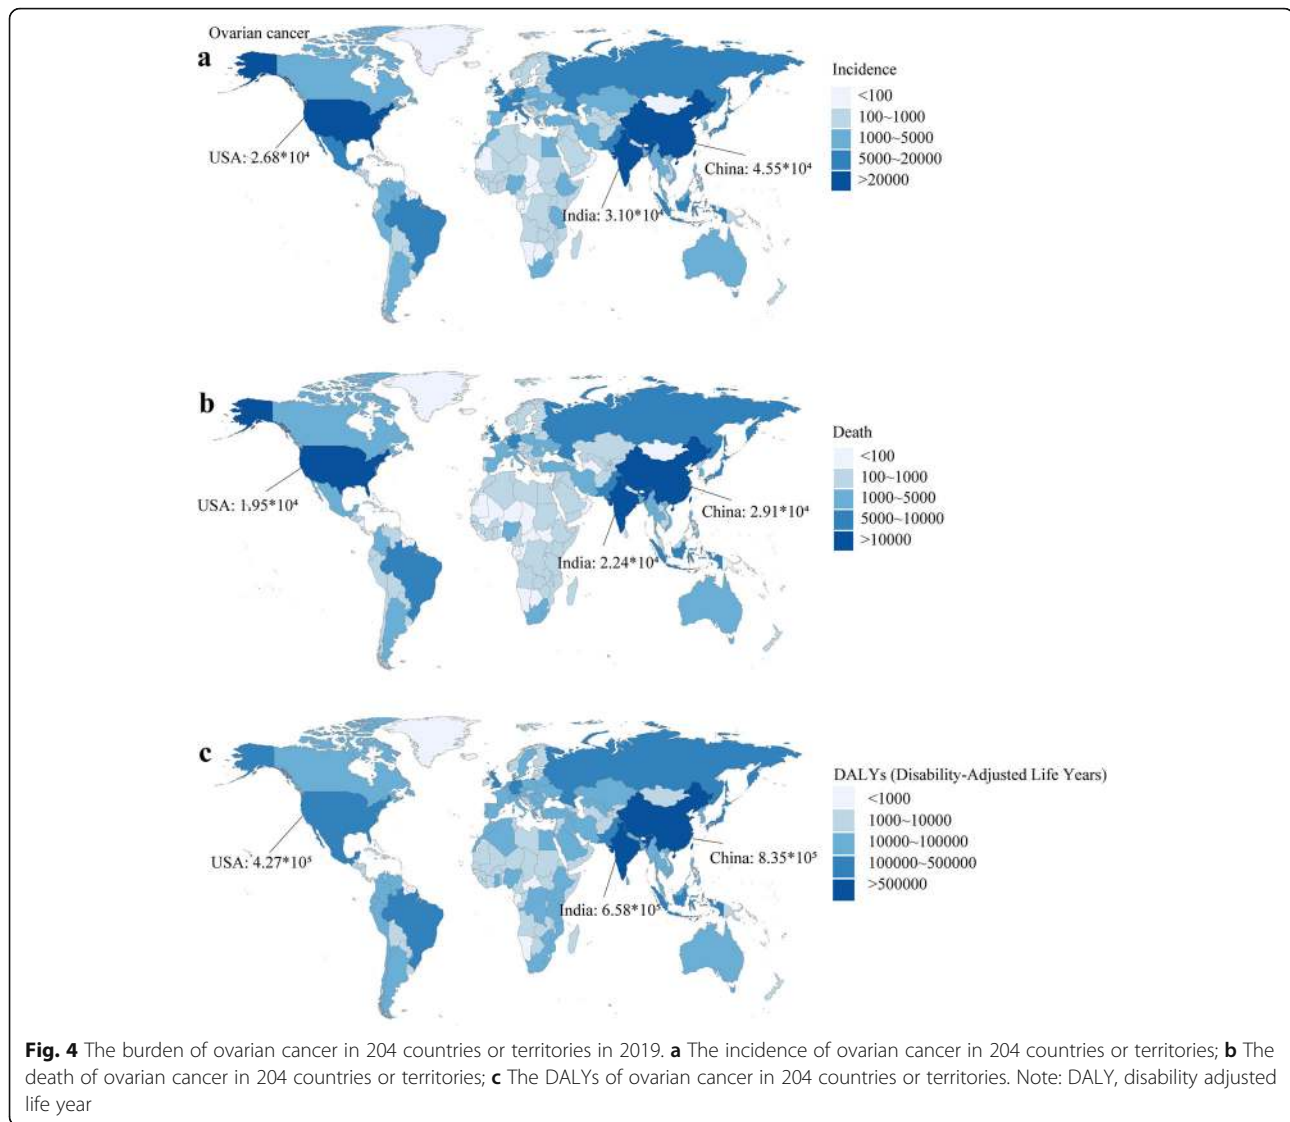 Ovarian cancer
a
Incidence
<100
100~1000
1000~5000
5000~20000
>20000
USA: 2.68*10⁴
China: 4.55*10⁴
India: 3.10*10⁴
b
Death
<100
100~1000
1000~5000
5000~10000
>10000
USA: 1.95*10⁴
China: 2.91*10⁴
India: 2.24*10⁴
c
DALYs (Disability-Adjusted Life Years)
<1000
1000~10000
10000~100000
100000~500000
>500000
USA: 4.27*10⁵
China: 8.35*10⁵
India: 6.58*10⁵
Fig. 4 The burden of ovarian cancer in 204 countries or territories in 2019. a The incidence of ovarian cancer in 204 countries or territories; b The
death of ovarian cancer in 204 countries or territories; c The DALYs of ovarian cancer in 204 countries or territories. Note: DALY, disability adjusted
life year